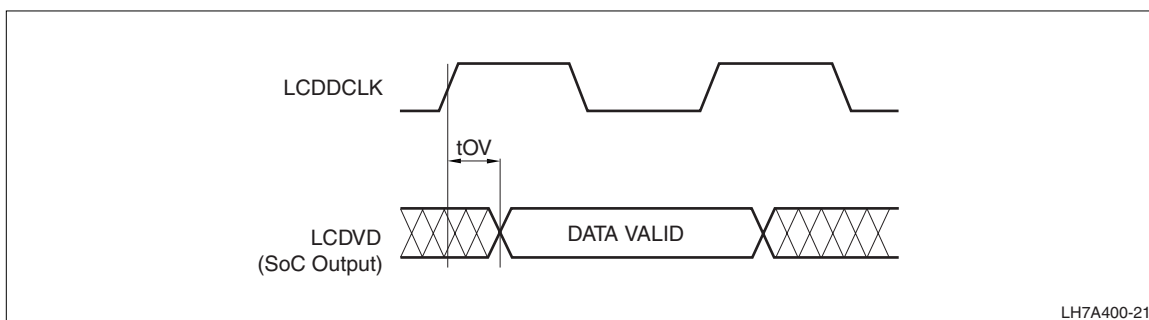 LCDDCLK
tOV
LCDVD
(SoC Output)
DATA VALID
LH7A400-21